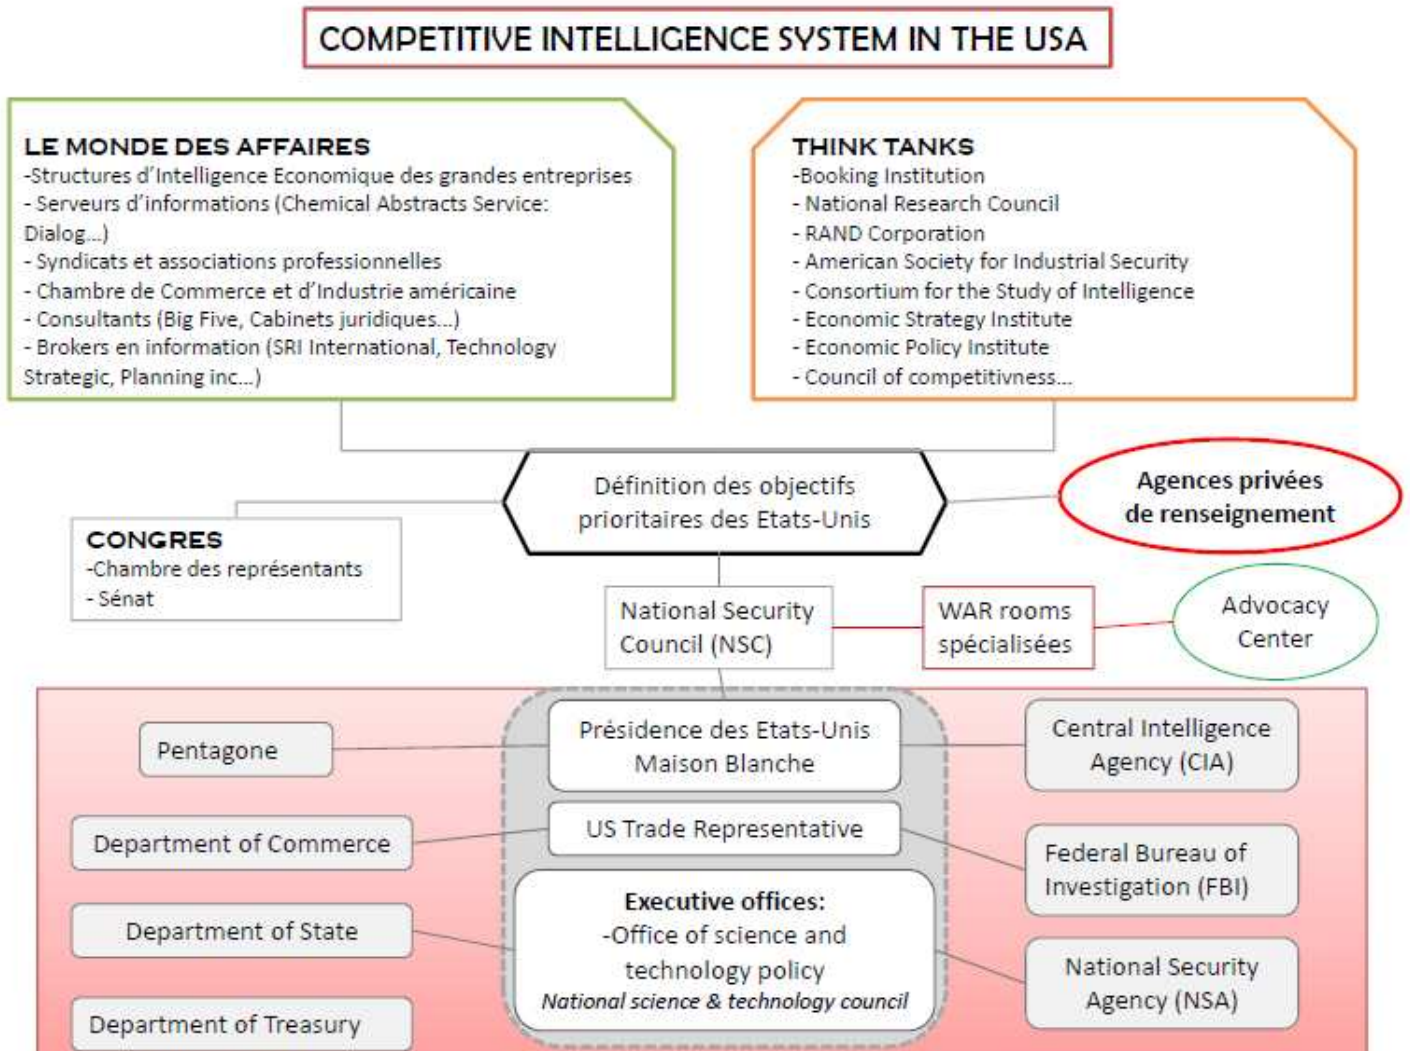 COMPETITIVE INTELLIGENCE SYSTEM IN THE USA
LE MONDE DES AFFAIRES
-Structures d'Intelligence Economique des grandes entreprises
- Serveurs d'informations (Chemical Abstracts Service:
Dialog...)
- Syndicats et associations professionnelles
- Chambre de Commerce et d'Industrie américaine
- Consultants (Big Five, Cabinets juridiques...)
- Brokers en information (SRI International, Technology
Strategic, Planning inc...)
THINK TANKS
-Booking Institution
- National Research Council
- RAND Corporation
- American Society for Industrial Security
- Consortium for the Study of Intelligence
- Economic Strategy Institute
- Economic Policy Institute
- Council of competitivness...
Définition des objectifs
prioritaires des Etats-Unis
Agences privées
de renseignement
CONGRES
-Chambre des représentants
- Sénat
National Security
Council (NSC)
WAR rooms
spécialisées
Advocacy
Center
Pentagone
Présidence des Etats-Unis
Maison Blanche
Central Intelligence
Agency (CIA)
Department of Commerce
US Trade Representative
Federal Bureau of
Investigation (FBI)
Department of State
Executive offices:
-Office of science and
technology policy
National science & technology council
National Security
Agency (NSA)
Department of Treasury